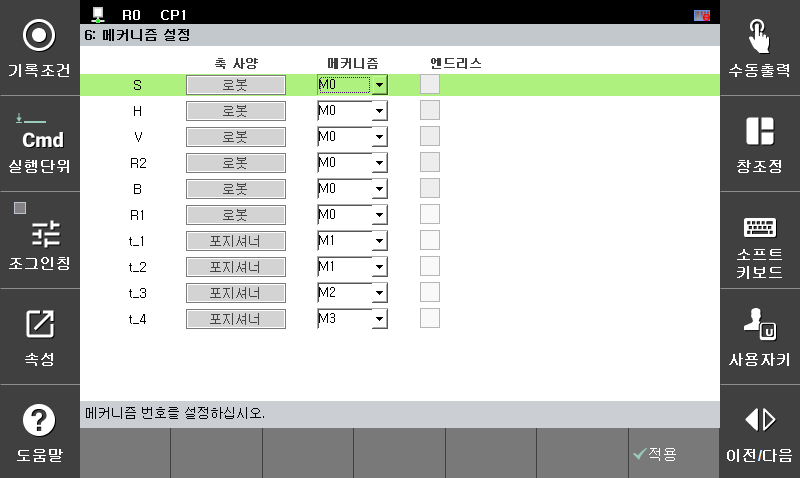 R0 CP1
6: 메커니즘 설정
축 사양 메커니즘 엔드리스
S 로봇 M0
H 로봇 M0
V 로봇 M0
R2 로봇 M0
B 로봇 M0
R1 로봇 M0
t_1 포지셔너 M1
t_2 포지셔너 M1
t_3 포지셔너 M2
t_4 포지셔너 M3
메커니즘 번호를 설정하십시오.
적용
기록조건
Cmd
실행단위
조그인칭
속성
?
도움말
수동출력
창조정
소프트
키보드
U
사용자키
이전/다음